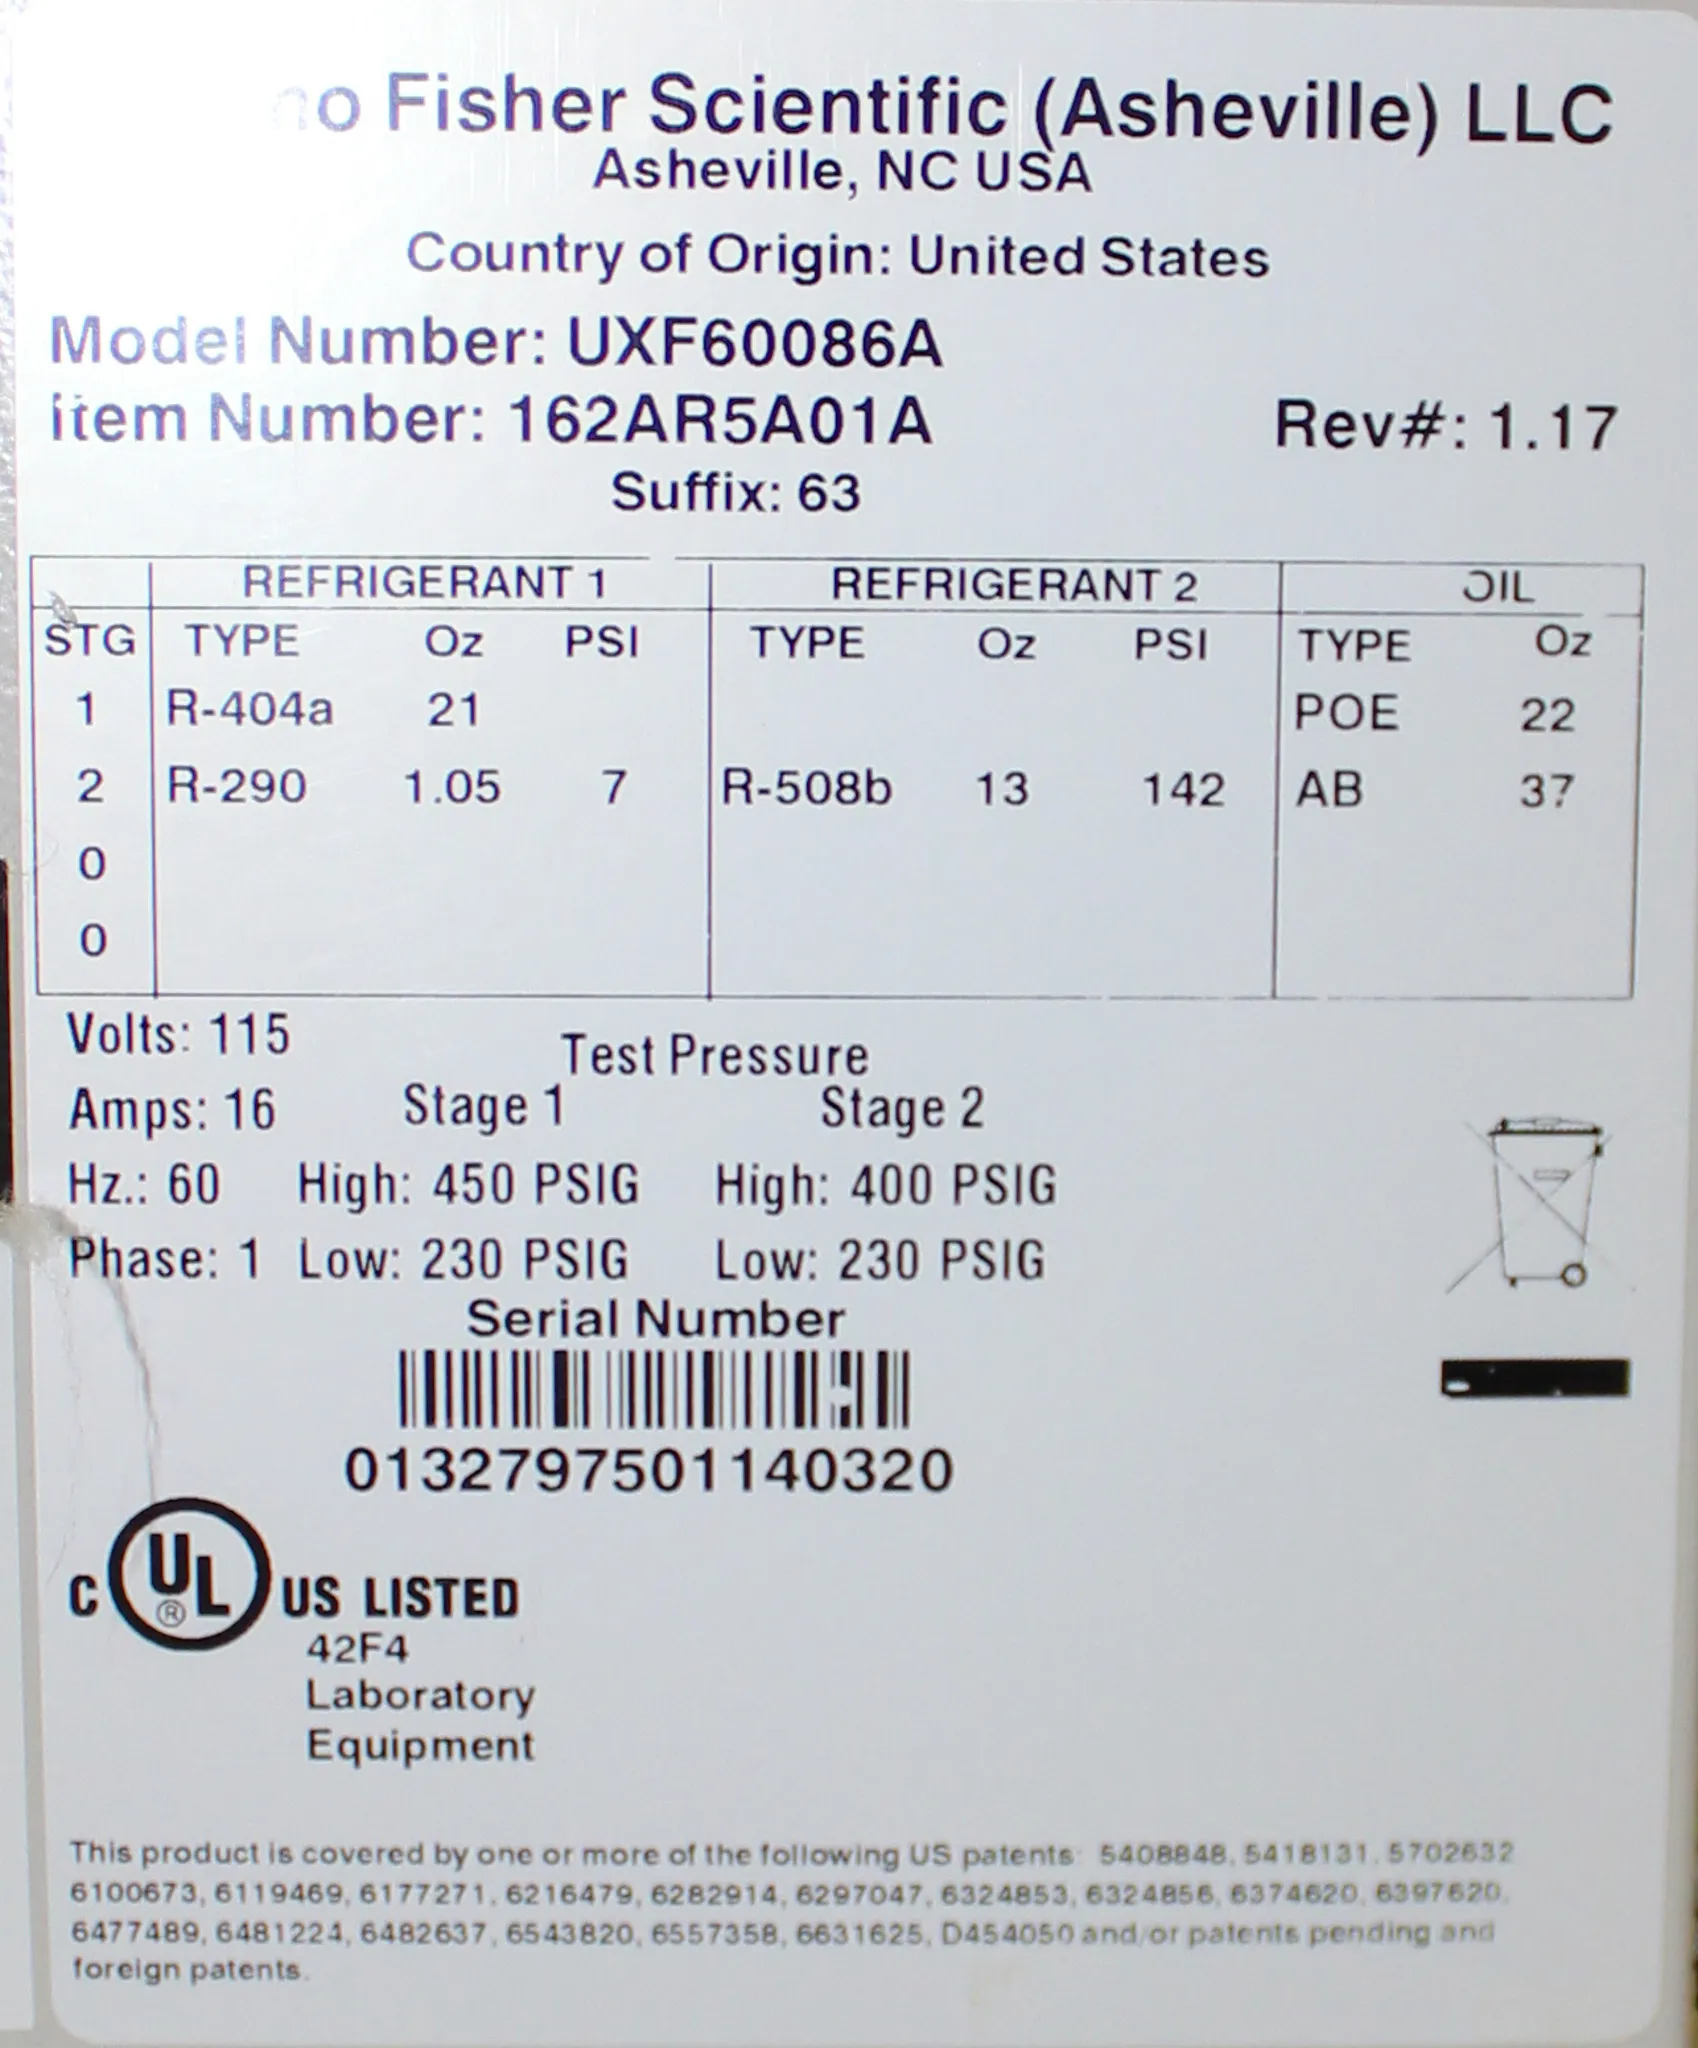 Fisher Scientific (Asheville) LLC
Asheville, NC USA
Country of Origin: United States
Model Number: UXF60086A
Item Number: 162AR5A01A Rev#: 1.17
Suffix: 63
REFRIGERANT 1 REFRIGERANT 2 OIL
STG TYPE Oz PSI TYPE Oz PSI TYPE Oz
1 R-404a 21 POE 22
2 R-290 1.05 7 R-508b 13 142 AB 37
0
0
Volts: 115 Test Pressure
Amps: 16 Stage 1 Stage 2
Hz.: 60 High: 450 PSIG High: 400 PSIG
Phase: 1 Low: 230 PSIG Low: 230 PSIG
Serial Number
0132797501140320
C UL ® US LISTED
42F4
Laboratory
Equipment
This product is covered by one or more of the following US patents: 5408848, 5418131, 5702632
6100673, 6119469, 6177271, 6216479, 6282914, 6297047, 6324853, 6324856, 6374620, 6397620,
6477489, 6481224, 6482637, 6543820, 6557358, 6631625, D454050 and/or patents pending and
foreign patents.